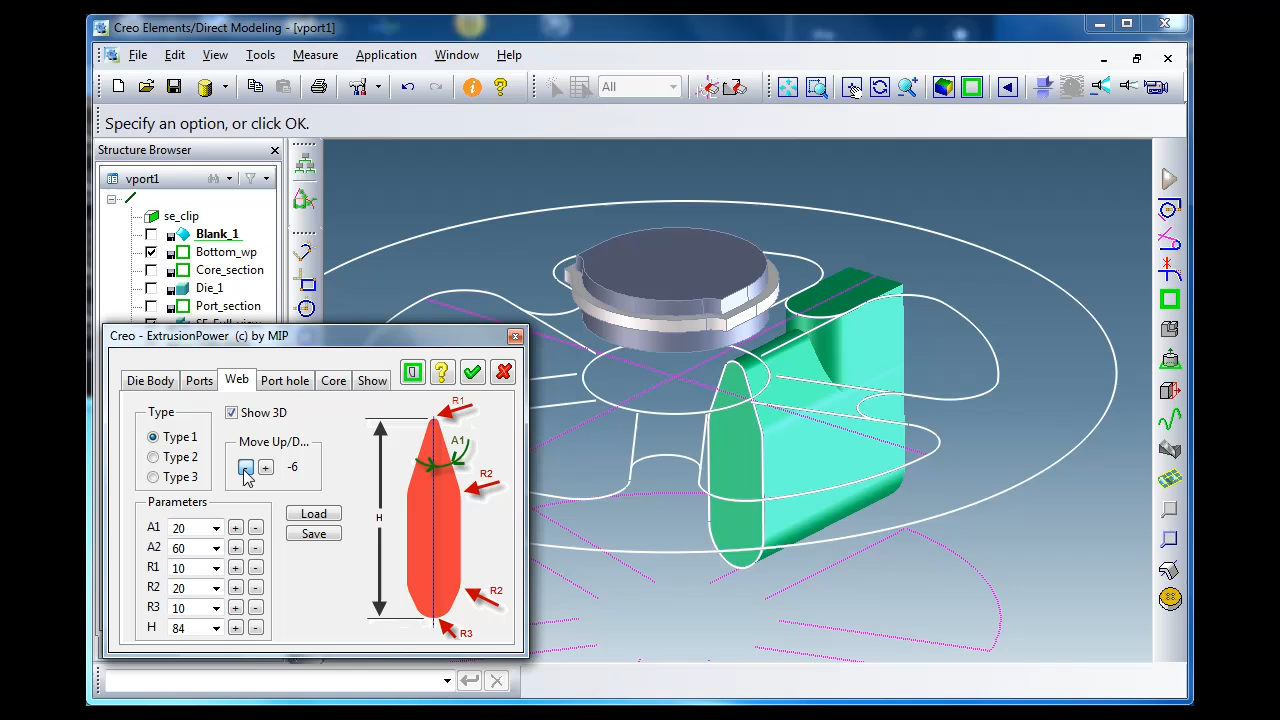 Creo Elements/Direct Modeling - [vport1]
File Edit View Tools Measure Application Window Help
All
Specify an option, or click OK.
Structure Browser
vport1
se_clip
Blank_1
Bottom_wp
Core_section
Die_1
Port_section
Creo - ExtrusionPower (c) by MIP
Die Body Ports Web Port hole Core Show
Type
Type 1
Type 2
Type 3
Show 3D
Move Up/D...
- + -6
Parameters
A1 20 + -
A2 60 + -
R1 10 + -
R2 20 + -
R3 10 + -
H 84 + -
Load
Save
R1
A1
R2
H
R2
R3